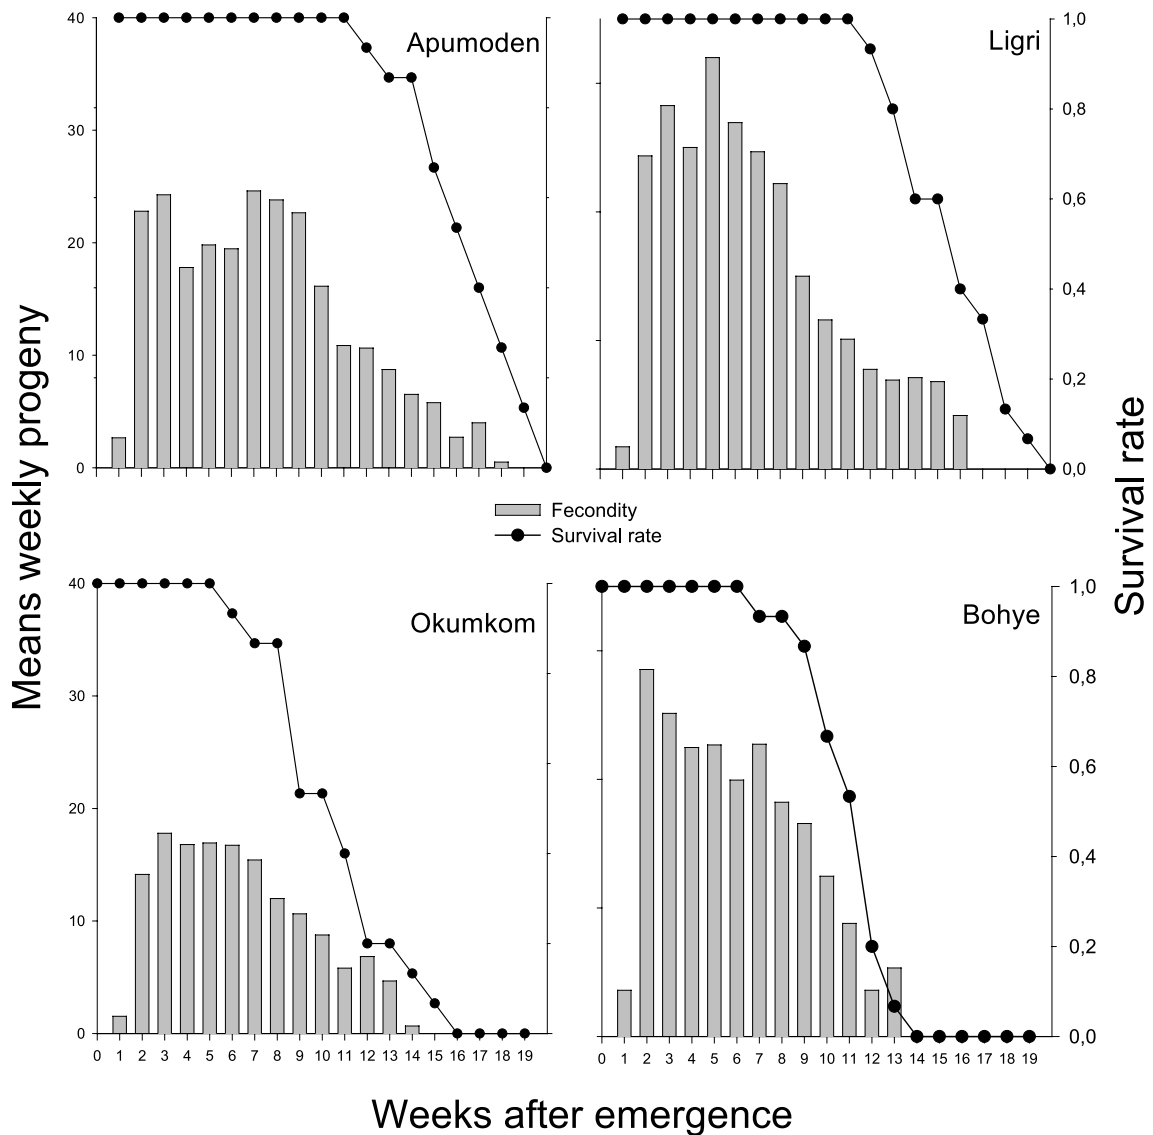 Apumoden
40
30
20
10
0
Ligri
1,0
0,8
0,6
0,4
0,2
0,0
Means weekly progeny
Survival rate
Fecondity
Survival rate
Okumkom
40
30
20
10
0
0 1 2 3 4 5 6 7 8 9 10 11 12 13 14 15 16 17 18 19
Bohye
1,0
0,8
0,6
0,4
0,2
0,0
0 1 2 3 4 5 6 7 8 9 10 11 12 13 14 15 16 17 18 19
Weeks after emergence